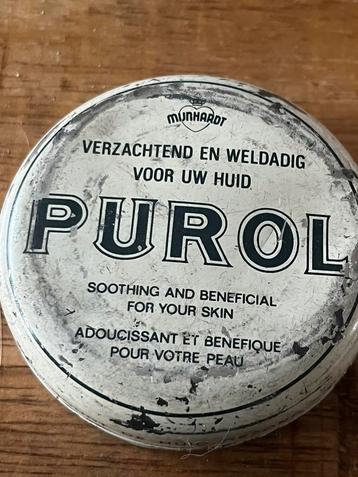 MIJNHARDT
VERZACHTEND EN WELDADIG
VOOR UW HUID
PUROL
SOOTHING AND BENEFICIAL
FOR YOUR SKIN
ADOUCISSANT ET BENEFIQUE
POUR VOTRE PEAU